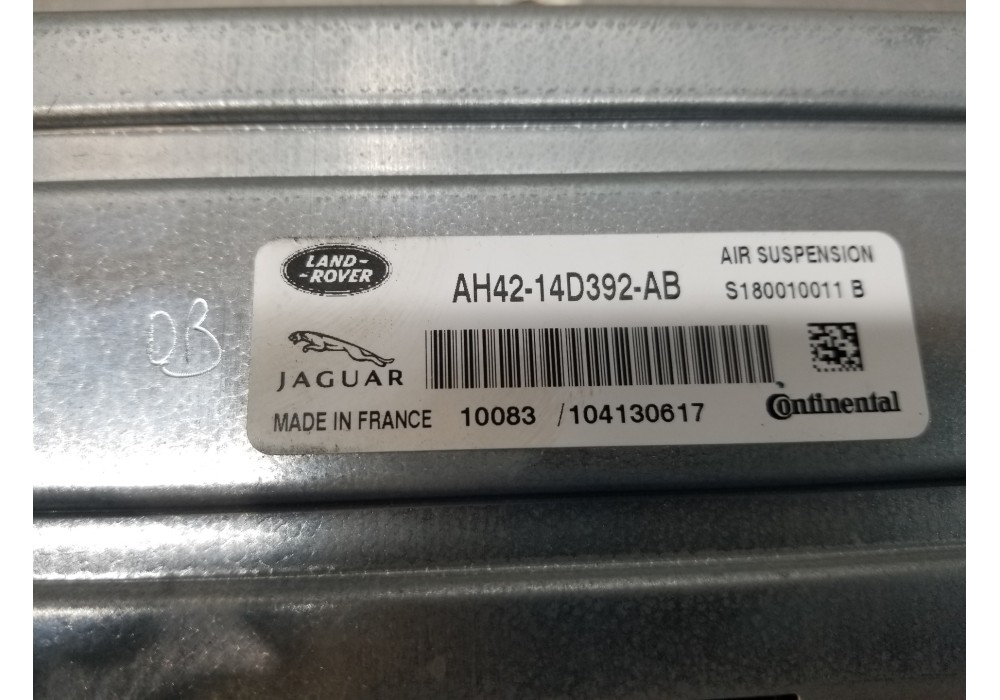 LAND-
-ROVER
AH42-14D392-AB
AIR SUSPENSION
S180010011 B
JAGUAR
MADE IN FRANCE 10083 /104130617
Continental
DB